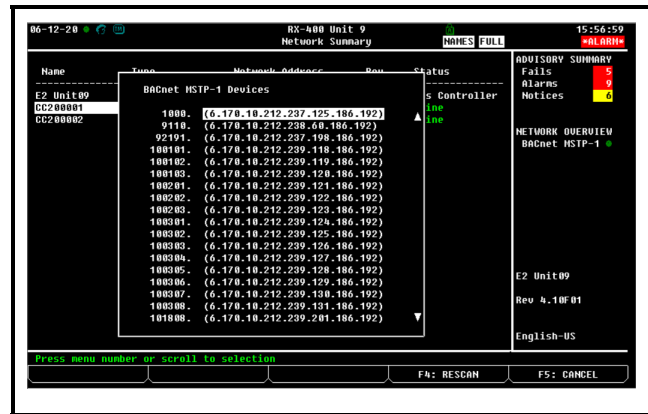 06-12-20 RX-400 Unit 9 15:56:59
Network Summary NAMES FULL *ALARM*
ADVISORY SUMMARY
Name Type Network Address Rev Status Fails 5
Alarms 9
E2 Unit09 BACnet MSTP-1 Devices s Controller Notices 6
CC200001 ine
CC200002 ine
1000. (6.170.10.212.237.125.186.192)
9110. (6.170.10.212.238.60.186.192)
92191. (6.170.10.212.237.198.186.192) NETWORK OVERVIEW
100101. (6.170.10.212.239.118.186.192) BACnet MSTP-1
100102. (6.170.10.212.239.119.186.192)
100103. (6.170.10.212.239.120.186.192)
100201. (6.170.10.212.239.121.186.192)
100202. (6.170.10.212.239.122.186.192)
100203. (6.170.10.212.239.123.186.192)
100301. (6.170.10.212.239.124.186.192)
100302. (6.170.10.212.239.125.186.192)
100303. (6.170.10.212.239.126.186.192)
100304. (6.170.10.212.239.127.186.192)
100305. (6.170.10.212.239.128.186.192) E2 Unit09
100306. (6.170.10.212.239.129.186.192)
100307. (6.170.10.212.239.130.186.192) Rev 4.10F01
100308. (6.170.10.212.239.131.186.192)
101808. (6.170.10.212.239.201.186.192)
English-US
Press menu number or scroll to selection
F4: RESCAN F5: CANCEL